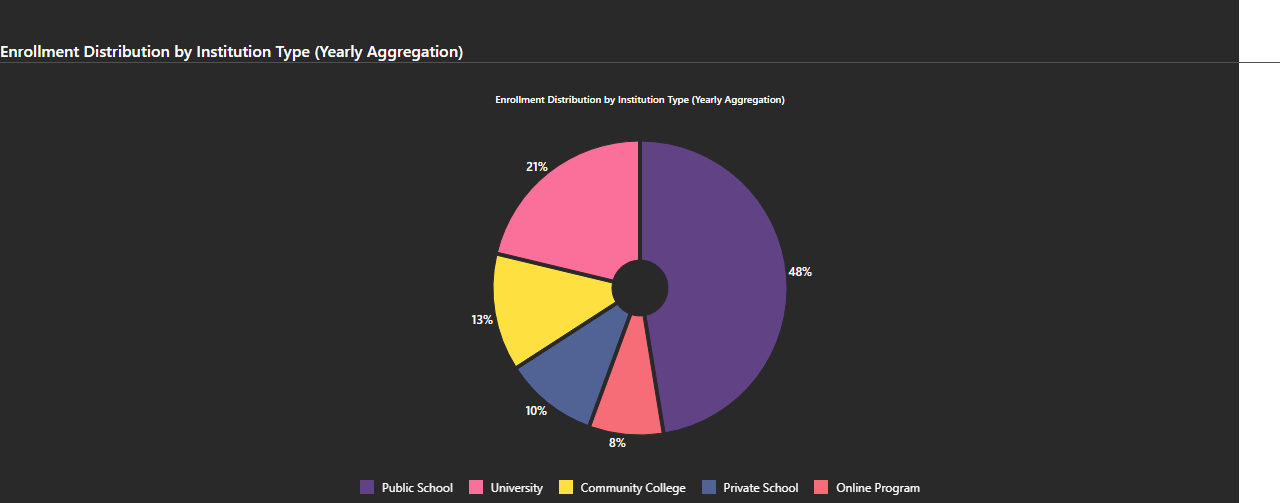 Enrollment Distribution by Institution Type (Yearly Aggregation)
Enrollment Distribution by Institution Type (Yearly Aggregation)
21%
48%
13%
10%
8%
Public School
University
Community College
Private School
Online Program